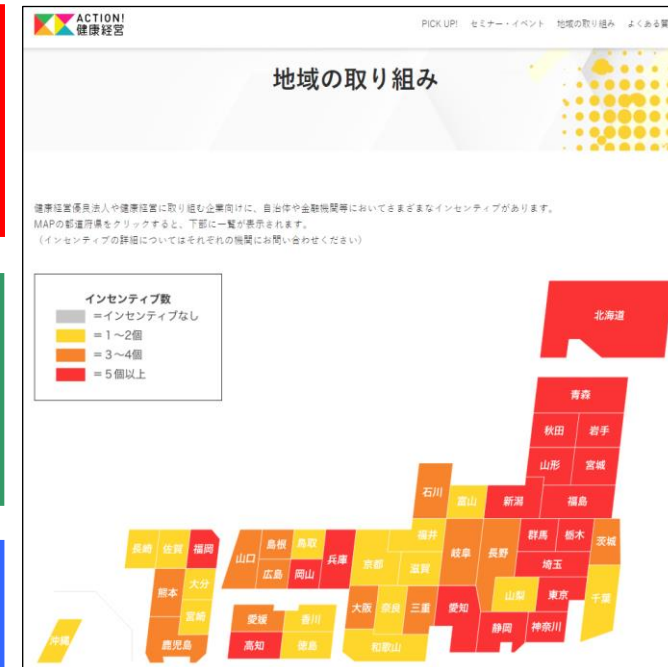 ACTION!
健康経営
PICK UP! セミナー・イベント 地域の取り組み よくある質
地域の取り組み
健康経営優良法人や健康経営に取り組む企業向けに、自治体や金融機関等においてさまざまなインセンティブがあります。
MAPの都道府県をクリックすると、下部に一覧が表示されます。
（インセンティブの詳細についてはそれぞれの機関にお問い合わせください）
インセンティブ数
＝インセンティブなし
＝1～2個
＝3～4個
＝5個以上
北海道
青森
秋田 岩手
山形 宮城
石川 富山 新潟 福島
福井 岐阜 長野 群馬 栃木 茨城
長崎 佐賀 福岡 山口 島根 鳥取 兵庫 京都 滋賀 埼玉
広島 岡山
熊本 大分 山梨 東京 千葉
宮崎 愛媛 香川 大阪 奈良 三重 愛知
沖縄 鹿児島 高知 徳島 和歌山 静岡 神奈川